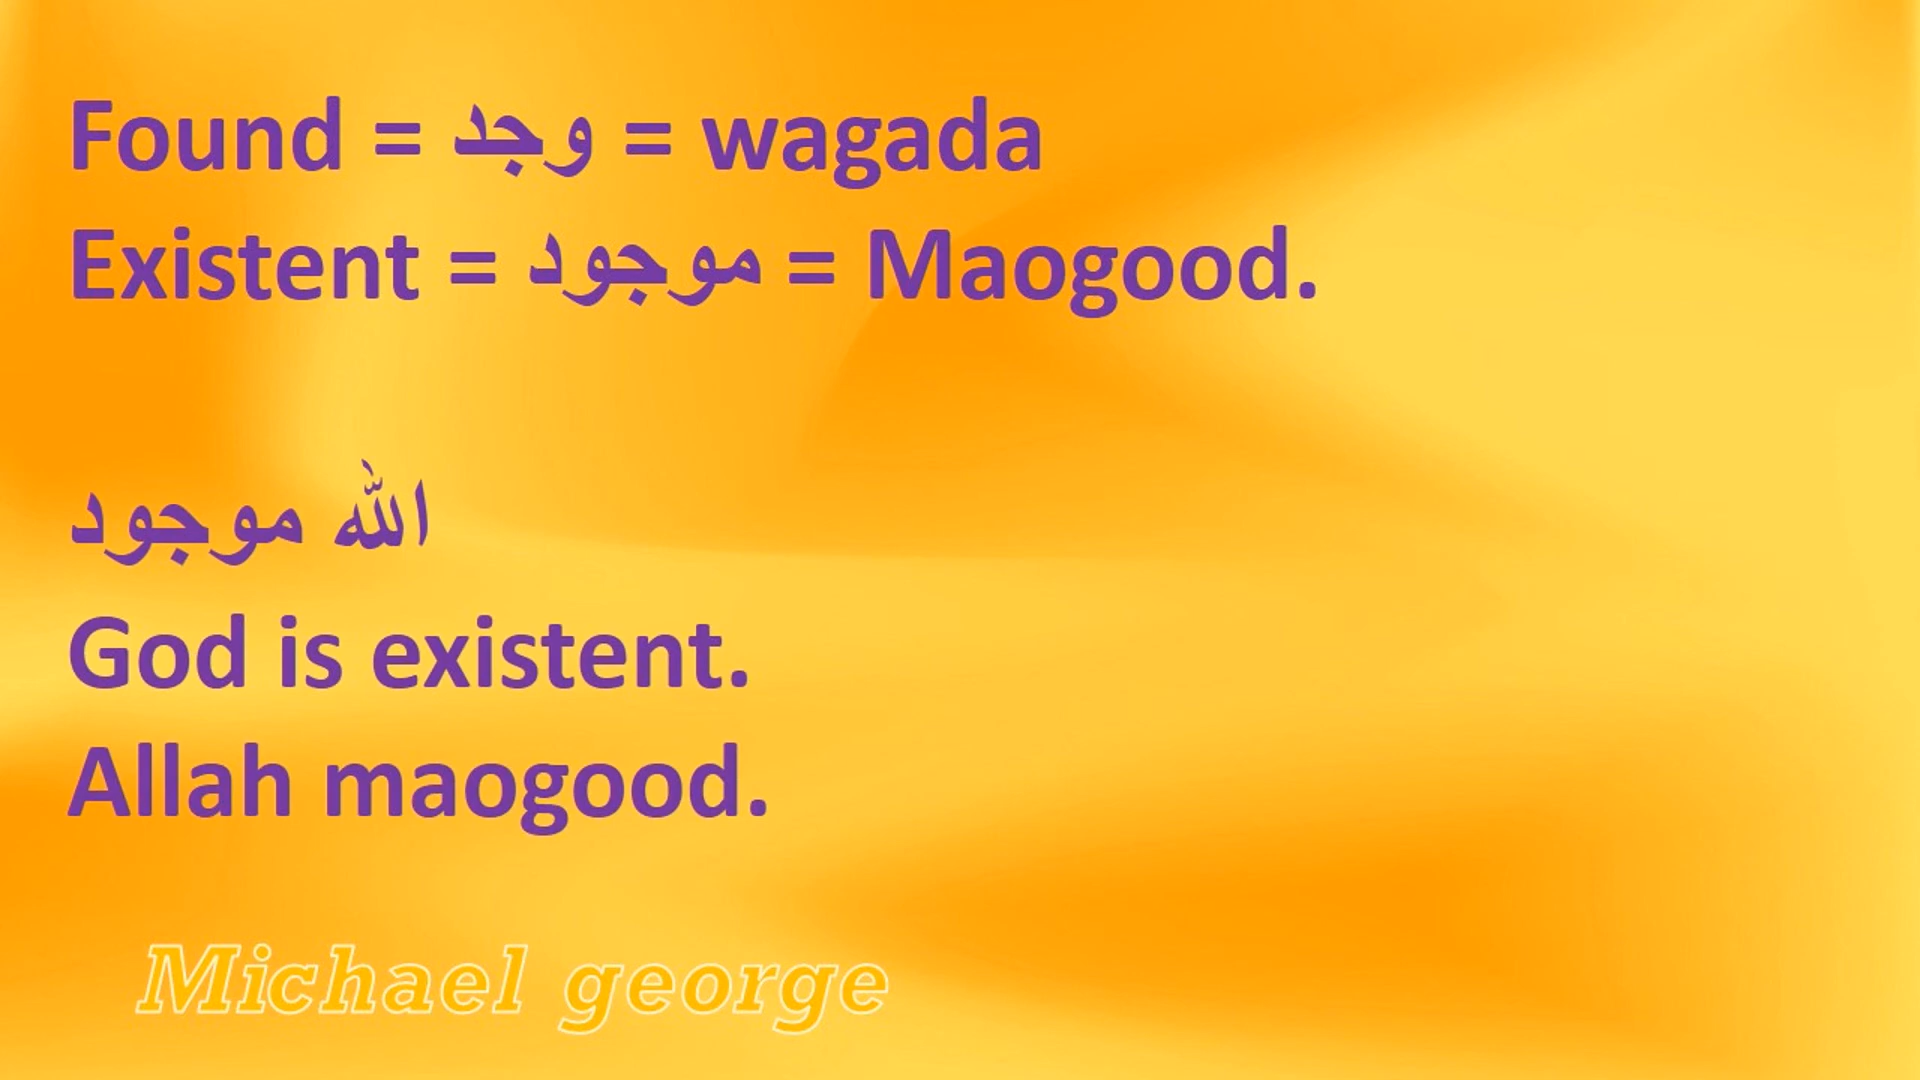 Found = وجد = wagada
Existent = موجود = Maogood.
الله موجود
God is existent.
Allah maogood.
Michael george